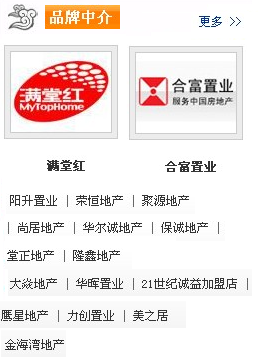 品牌中介
更多 >>
满堂红
MyTopHome
合富置业
服务中国房地产
满堂红
合富置业
阳升置业 | 荣恒地产 | 聚源地产
| 尚居地产 | 华尔诚地产 | 保诚地产 |
堂正地产 | 隆鑫地产
大焱地产 | 华晖置业 | 21世纪诚益加盟店 |
鹰星地产 | 力创置业 | 美之居
金海湾地产